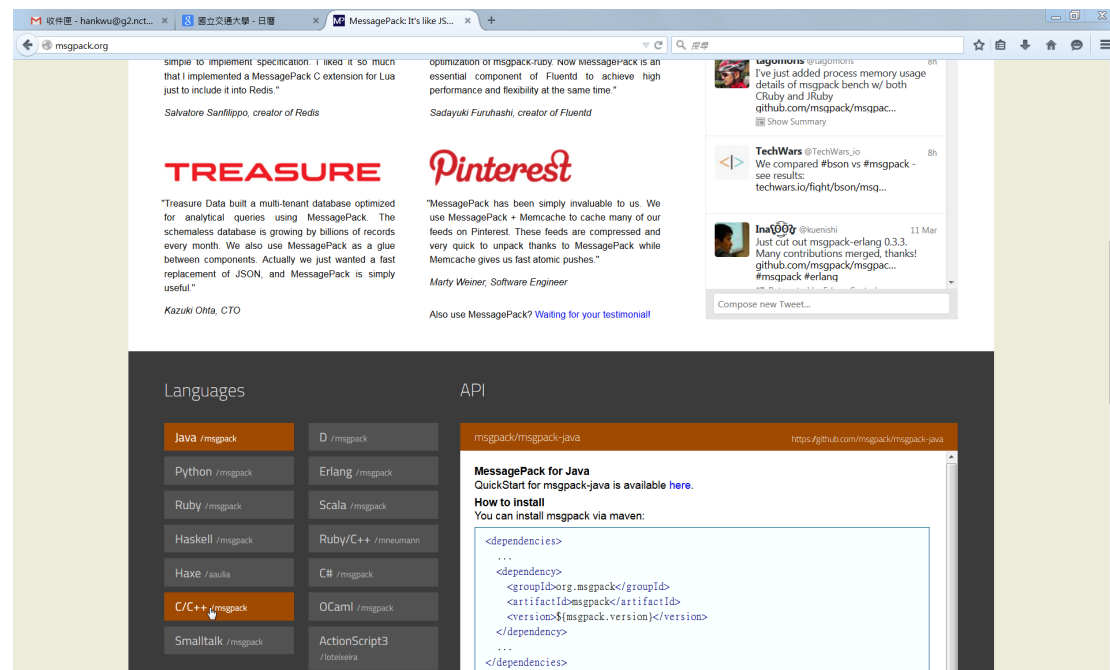 收件匣 - hankwu@g2.nct...
國立交通大學 - 日曆
MessagePack: It's like JS...
msgpack.org
搜尋
simple to implement specification. I liked it so much
that I implemented a MessagePack C extension for Lua
just to include it into Redis."
Salvatore Sanfilippo, creator of Redis
optimization of msgpack-ruby. Now MessagePack is an
essential component of Fluentd to achieve high
performance and flexibility at the same time."
Sadayuki Furuhashi, creator of Fluentd
TREASURE
"Treasure Data built a multi-tenant database optimized
for analytical queries using MessagePack. The
schemaless database is growing by billions of records
every month. We also use MessagePack as a glue
between components. Actually we just wanted a fast
replacement of JSON, and MessagePack is simply
useful."
Kazuki Ohta, CTO
Pinterest
"MessagePack has been simply invaluable to us. We
use MessagePack + Memcache to cache many of our
feeds on Pinterest. These feeds are compressed and
very quick to unpack thanks to MessagePack while
Memcache gives us fast atomic pushes."
Marty Weiner, Software Engineer
Also use MessagePack? Waiting for your testimonial!
tagomoris @tagomoris 8h
I've just added process memory usage
details of msgpack bench w/ both
CRuby and JRuby
github.com/msgpack/msgpac...
Show Summary
TechWars @TechWars_io 8h
We compared #bson vs #msgpack -
see results:
techwars.io/fight/bson/msg...
@kuenishi 11 Mar
Just cut out msgpack-erlang 0.3.3.
Many contributions merged, thanks!
github.com/msgpack/msgpac...
#msgpack #erlang
Compose new Tweet...
Languages
Java /msgpack
D /msgpack
Python /msgpack
Erlang /msgpack
Ruby /msgpack
Scala /msgpack
Haskell /msgpack
Ruby/C++ /mneumann
Haxe /aaulia
C# /msgpack
C/C++ /msgpack
OCaml /msgpack
Smalltalk /msgpack
ActionScript3
/loteixeira
API
msgpack/msgpack-java https://github.com/msgpack/msgpack-java
MessagePack for Java
QuickStart for msgpack-java is available here.
How to install
You can install msgpack via maven:
<dependencies>
...
<dependency>
<groupId>org.msgpack</groupId>
<artifactId>msgpack</artifactId>
<version>${msgpack.version}</version>
</dependency>
...
</dependencies>